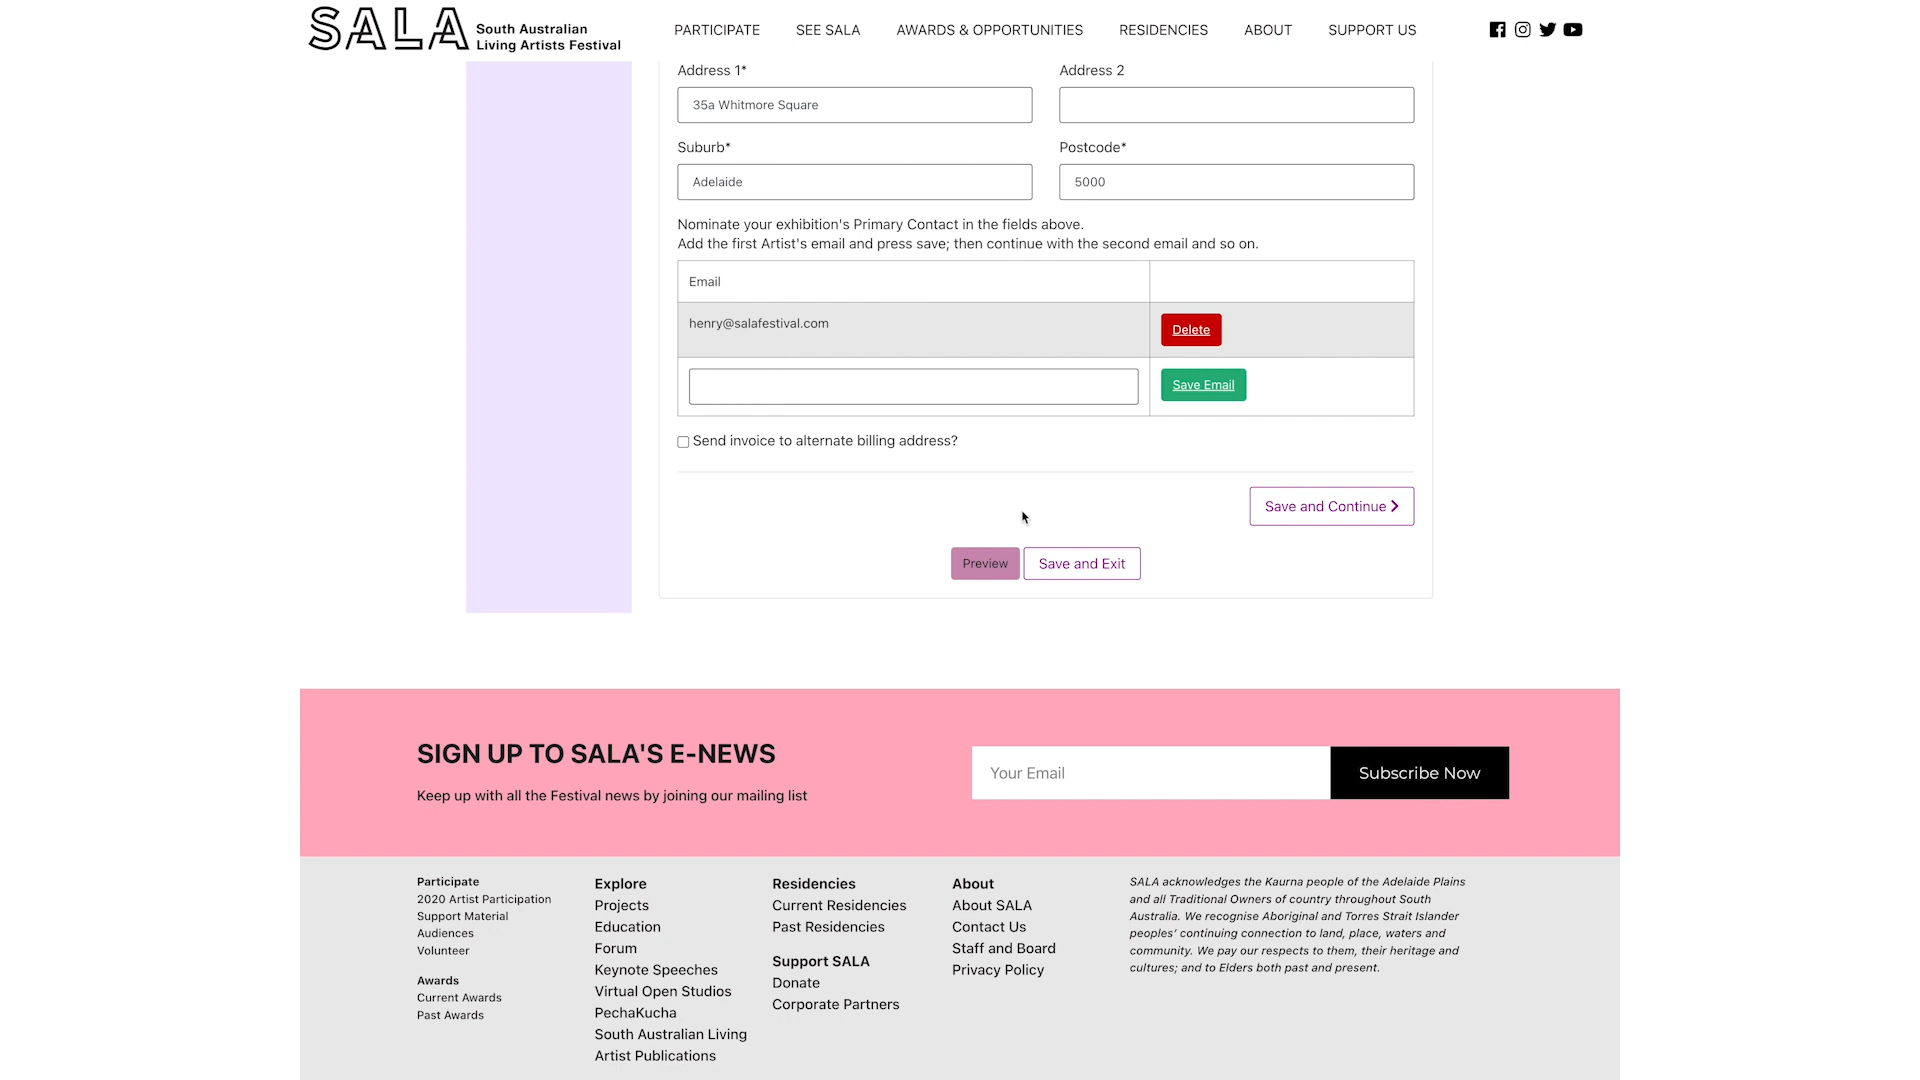 SALA South Australian
Living Artists Festival
PARTICIPATE SEE SALA AWARDS & OPPORTUNITIES RESIDENCIES ABOUT SUPPORT US
Address 1* Address 2
35a Whitmore Square
Suburb* Postcode*
Adelaide 5000
Nominate your exhibition's Primary Contact in the fields above.
Add the first Artist's email and press save; then continue with the second email and so on.
Email
henry@salafestival.com Delete
Save Email
Send invoice to alternate billing address?
Save and Continue
Preview Save and Exit
SIGN UP TO SALA'S E-NEWS
Keep up with all the Festival news by joining our mailing list
Your Email Subscribe Now
Participate
2020 Artist Participation
Support Material
Audiences
Volunteer
Awards
Current Awards
Past Awards
Explore
Projects
Education
Forum
Keynote Speeches
Virtual Open Studios
PechaKucha
South Australian Living
Artist Publications
Residencies
Current Residencies
Past Residencies
Support SALA
Donate
Corporate Partners
About
About SALA
Contact Us
Staff and Board
Privacy Policy
SALA acknowledges the Kaurna people of the Adelaide Plains
and all Traditional Owners of country throughout South
Australia. We recognise Aboriginal and Torres Strait Islander
peoples' continuing connection to land, place, waters and
community. We pay our respects to them, their heritage and
cultures; and to Elders both past and present.